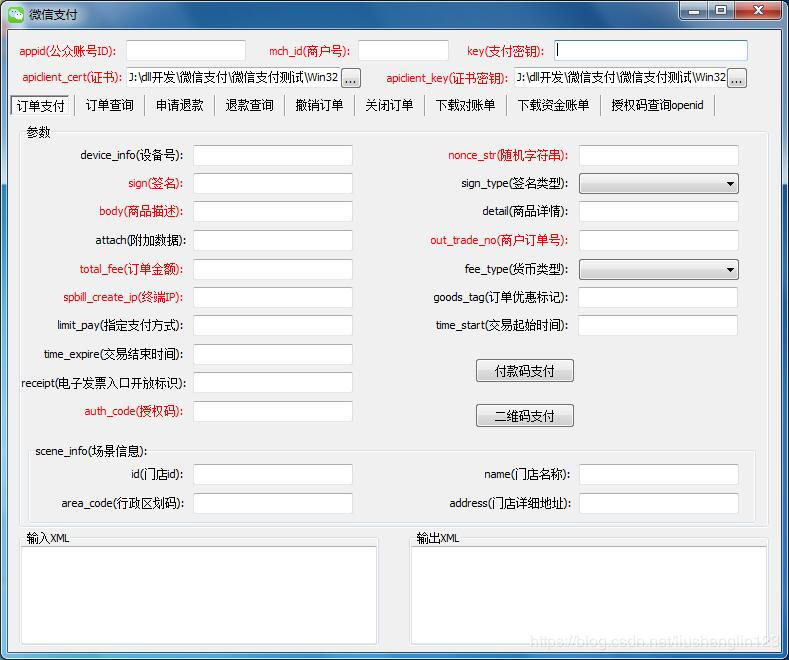 微信支付
appid(公众账号ID): mch_id(商户号): key(支付密钥):
apiclient_cert(证书): J:\dll开发\微信支付\微信支付测试\Win32 ... apiclient_key(证书密钥): J:\dll开发\微信支付\微信支付测试\Win32 ...
订单支付 订单查询 申请退款 退款查询 撤销订单 关闭订单 下载对账单 下载资金账单 授权码查询openid
参数
device_info(设备号): nonce_str(随机字符串):
sign(签名): sign_type(签名类型):
body(商品描述): detail(商品详情):
attach(附加数据): out_trade_no(商户订单号):
total_fee(订单金额): fee_type(货币类型):
spbill_create_ip(终端IP): goods_tag(订单优惠标记):
limit_pay(指定支付方式): time_start(交易起始时间):
time_expire(交易结束时间):
付款码支付
receipt(电子发票入口开放标识):
auth_code(授权码):
二维码支付
scene_info(场景信息):
id(门店id): name(门店名称):
area_code(行政区划码): address(门店详细地址):
输入XML 输出XML
https://blog.csdn.net/liushenglin123